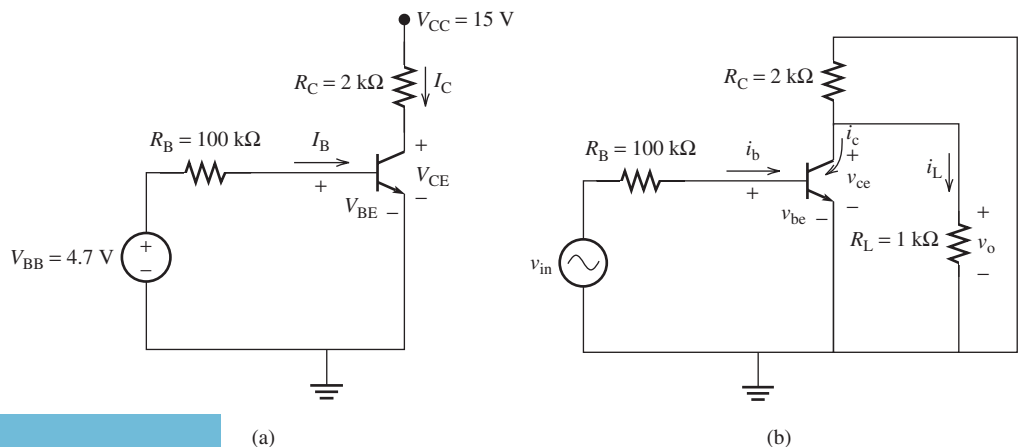 V_CC = 15 V
R_C = 2 kΩ
I_C
R_B = 100 kΩ
I_B
+
V_CE
+
V_BE
−
−
V_BB = 4.7 V
+
−
(a)
R_C = 2 kΩ
R_B = 100 kΩ
i_b
i_c
+
v_ce
i_L
+
v_be
−
−
R_L = 1 kΩ
+
v_o
−
v_in
(b)